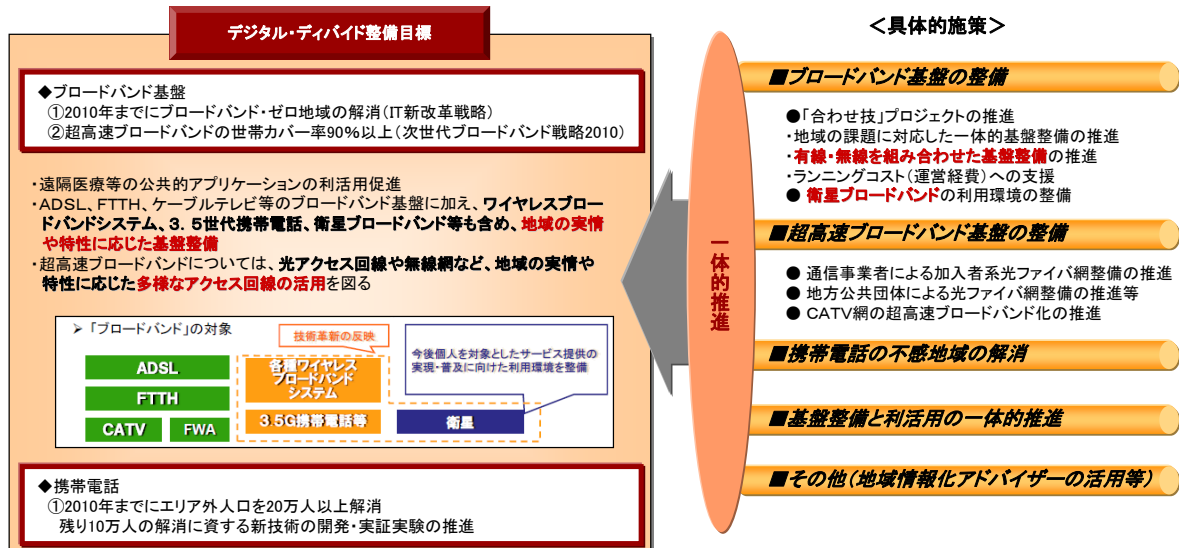 デジタル・ディバイド整備目標
◆ブロードバンド基盤
①2010年までにブロードバンド・ゼロ地域の解消(IT新改革戦略)
②超高速ブロードバンドの世帯カバー率90%以上(次世代ブロードバンド戦略2010)
・遠隔医療等の公共的アプリケーションの利活用促進
・ADSL、FTTH、ケーブルテレビ等のブロードバンド基盤に加え、ワイヤレスブロー
ドバンドシステム、3.5世代携帯電話、衛星ブロードバンド等も含め、地域の実情
や特性に応じた基盤整備
・超高速ブロードバンドについては、光アクセス回線や無線網など、地域の実情や
特性に応じた多様なアクセス回線の活用を図る
➢「ブロードバンド」の対象
技術革新の反映
ADSL
FTTH
CATV
FWA
各種ワイヤレス
ブロードバンド
システム
3.5G携帯電話等
今後個人を対象としたサービス提供の
実現・普及に向けた利用環境を整備
衛星
◆携帯電話
①2010年までにエリア外人口を20万人以上解消
残り10万人の解消に資する新技術の開発・実証実験の推進
一体的推進
<具体的施策>
■ブロードバンド基盤の整備
●「合わせ技」プロジェクトの推進
・地域の課題に対応した一体的基盤整備の推進
・有線・無線を組み合わせた基盤整備の推進
・ランニングコスト(運営経費)への支援
● 衛星ブロードバンドの利用環境の整備
■超高速ブロードバンド基盤の整備
● 通信事業者による加入者系光ファイバ網整備の推進
● 地方公共団体による光ファイバ網整備の推進等
● CATV網の超高速ブロードバンド化の推進
■携帯電話の不感地域の解消
■基盤整備と利活用の一体的推進
■その他(地域情報化アドバイザーの活用等)